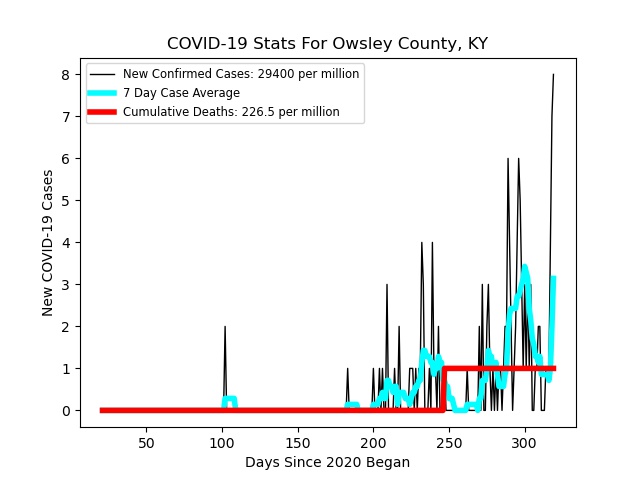 COVID-19 Stats For Owsley County, KY
New Confirmed Cases: 29400 per million
7 Day Case Average
Cumulative Deaths: 226.5 per million
New COVID-19 Cases
8
7
6
5
4
3
2
1
0
50 100 150 200 250 300
Days Since 2020 Began